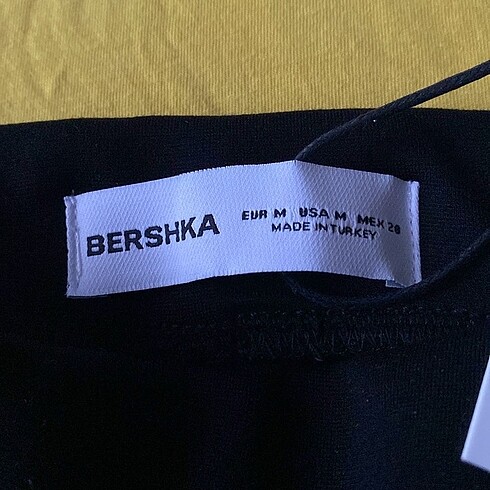 BERSHKA
EUR M USA M MEX 28
MADE IN TURKEY